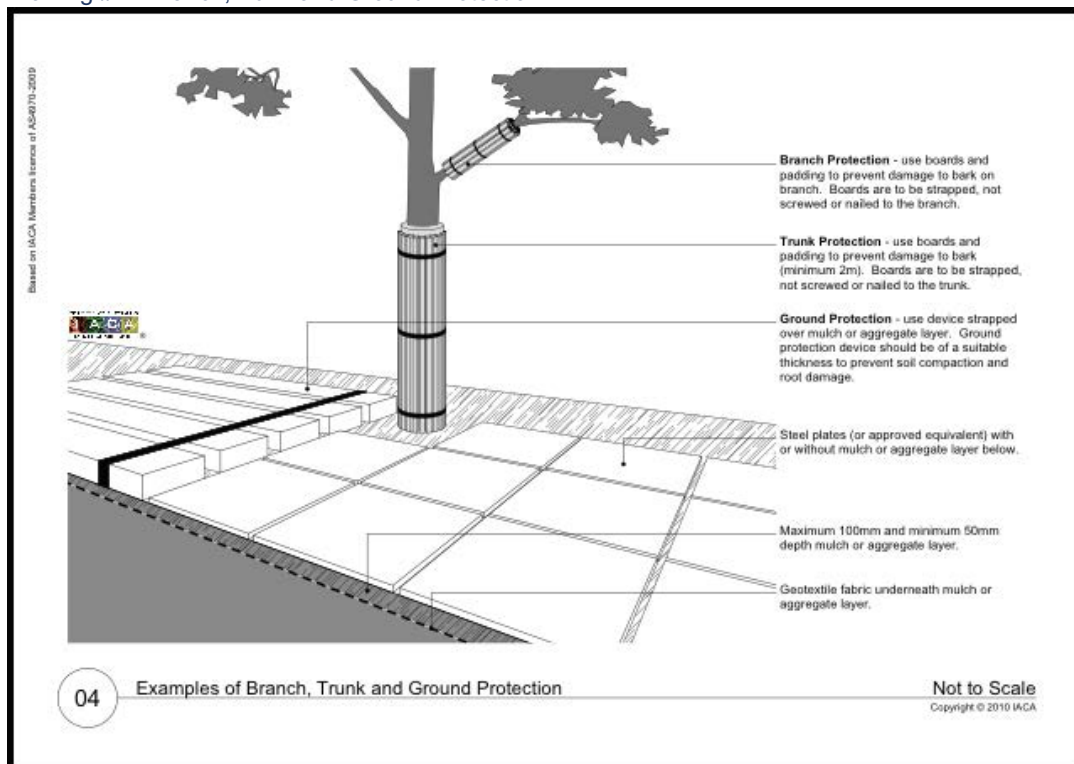 Based on IACA Members licence of AS4970-2009
Branch Protection - use boards and
padding to prevent damage to bark on
branch. Boards are to be strapped, not
screwed or nailed to the branch.
Trunk Protection - use boards and
padding to prevent damage to bark
(minimum 2m). Boards are to be strapped,
not screwed or nailed to the trunk.
IACA
®
Ground Protection - use device strapped
over mulch or aggregate layer. Ground
protection device should be of a suitable
thickness to prevent soil compaction and
root damage.
Steel plates (or approved equivalent) with
or without mulch or aggregate layer below.
Maximum 100mm and minimum 50mm
depth mulch or aggregate layer.
Geotextile fabric underneath mulch or
aggregate layer.
04
Examples of Branch, Trunk and Ground Protection
Not to Scale
Copyright © 2010 IACA